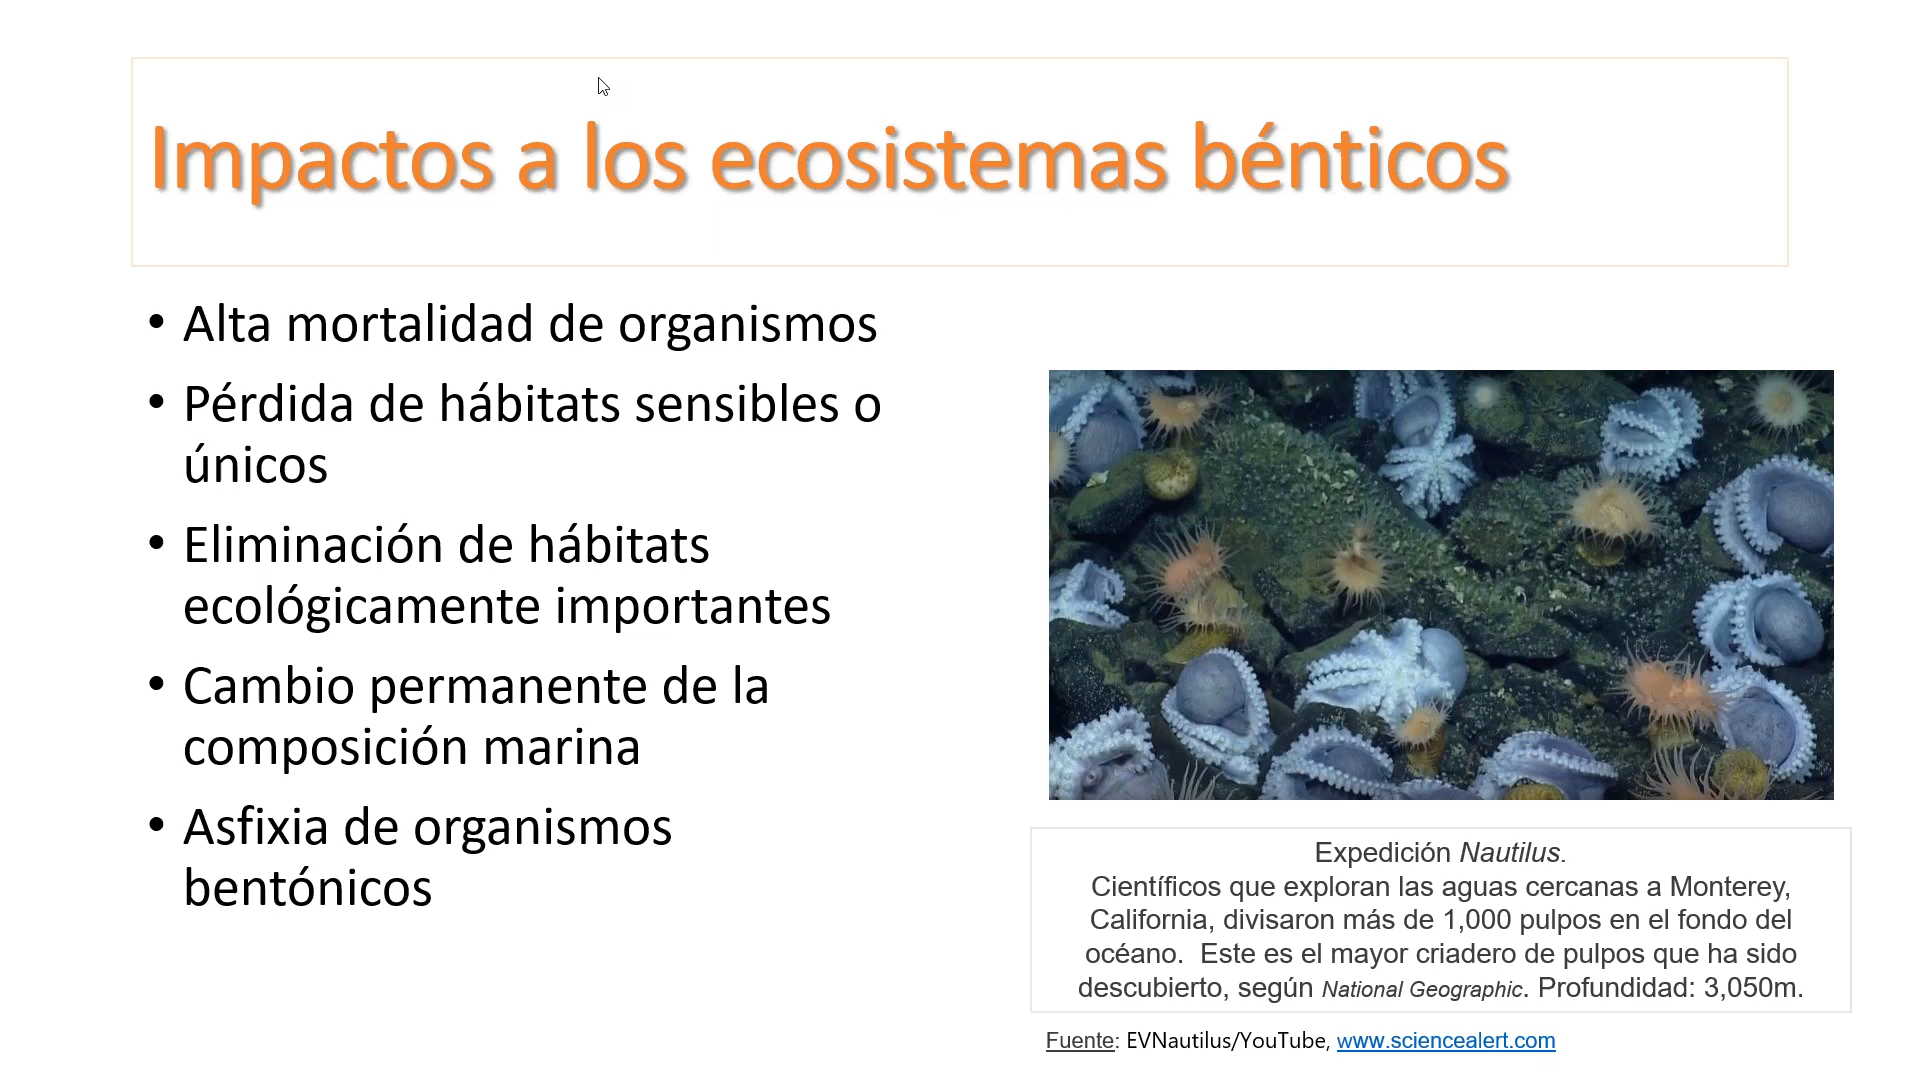 Impactos a los ecosistemas bénticos
• Alta mortalidad de organismos
• Pérdida de hábitats sensibles o
únicos
• Eliminación de hábitats
ecológicamente importantes
• Cambio permanente de la
composición marina
• Asfixia de organismos
bentónicos
Expedición Nautilus.
Científicos que exploran las aguas cercanas a Monterey,
California, divisaron más de 1,000 pulpos en el fondo del
océano.  Este es el mayor criadero de pulpos que ha sido
descubierto, según National Geographic. Profundidad: 3,050m.
Fuente: EVNautilus/YouTube, www.sciencealert.com